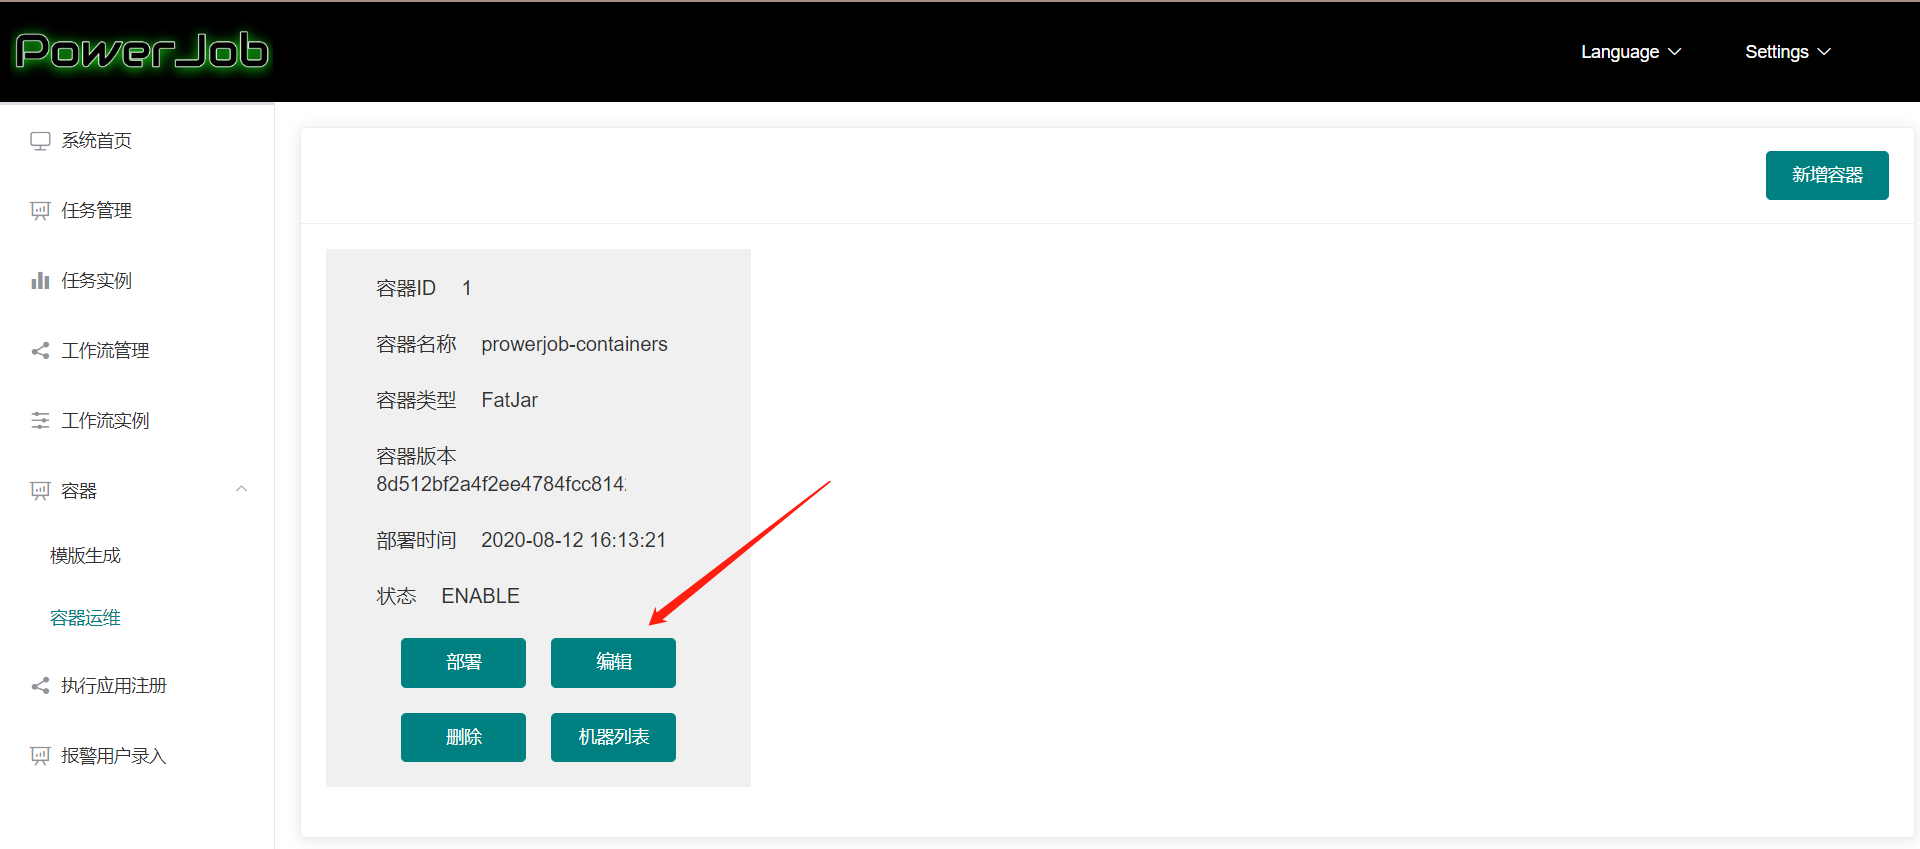 PowerJob
Language
Settings
系统首页
任务管理
任务实例
工作流管理
工作流实例
容器
模版生成
容器运维
执行应用注册
报警用户录入
新增容器
容器ID 1
容器名称 prowerjob-containers
容器类型 FatJar
容器版本
8d512bf2a4f2ee4784fcc814
部署时间 2020-08-12 16:13:21
状态 ENABLE
部署 编辑
删除 机器列表